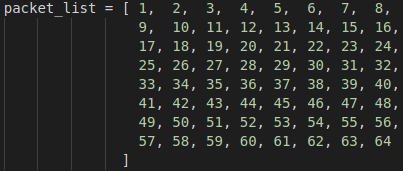 packet_list = [ 1,  2,  3,  4,  5,  6,  7,  8,
                9,  10, 11, 12, 13, 14, 15, 16,
                17, 18, 19, 20, 21, 22, 23, 24,
                25, 26, 27, 28, 29, 30, 31, 32,
                33, 34, 35, 36, 37, 38, 39, 40,
                41, 42, 43, 44, 45, 46, 47, 48,
                49, 50, 51, 52, 53, 54, 55, 56,
                57, 58, 59, 60, 61, 62, 63, 64
              ]